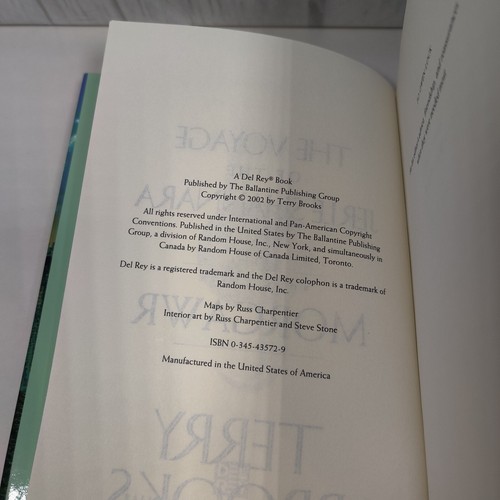 A Del Rey® Book
Published by The Ballantine Publishing Group
Copyright © 2002 by Terry Brooks
All rights reserved under International and Pan-American Copyright
Conventions. Published in the United States by The Ballantine Publishing
Group, a division of Random House, Inc., New York, and simultaneously in
Canada by Random House of Canada Limited, Toronto.
Del Rey is a registered trademark and the Del Rey colophon is a trademark of
Random House, Inc.
Maps by Russ Charpentier
Interior art by Russ Charpentier and Steve Stone
ISBN 0-345-43572-9
Manufactured in the United States of America
THE VOYAGE
TERRY
BROOKS